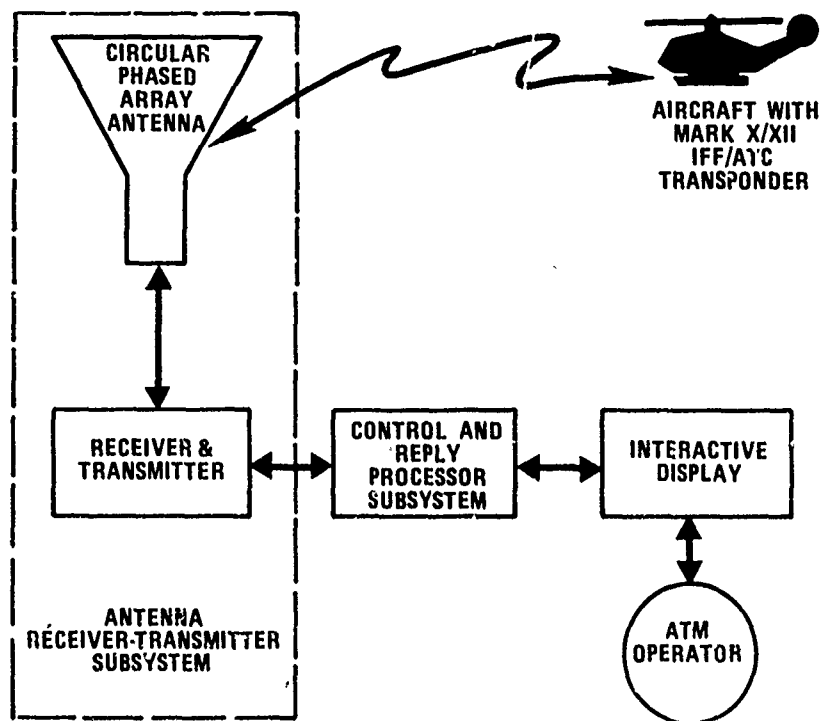 CIRCULAR
PHASED
ARRAY
ANTENNA
AIRCRAFT WITH
MARK X/XII
IFF/ATC
TRANSPONDER
RECEIVER &
TRANSMITTER
CONTROL AND
REPLY
PROCESSOR
SUBSYSTEM
INTERACTIVE
DISPLAY
ANTENNA
RECEIVER-TRANSMITTER
SUBSYSTEM
ATM
OPERATOR